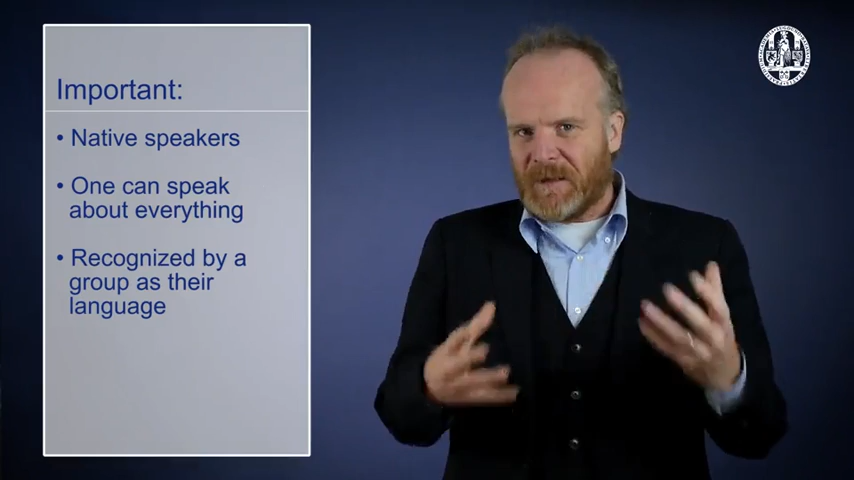 Important:
• Native speakers
• One can speak
about everything
• Recognized by a
group as their
language